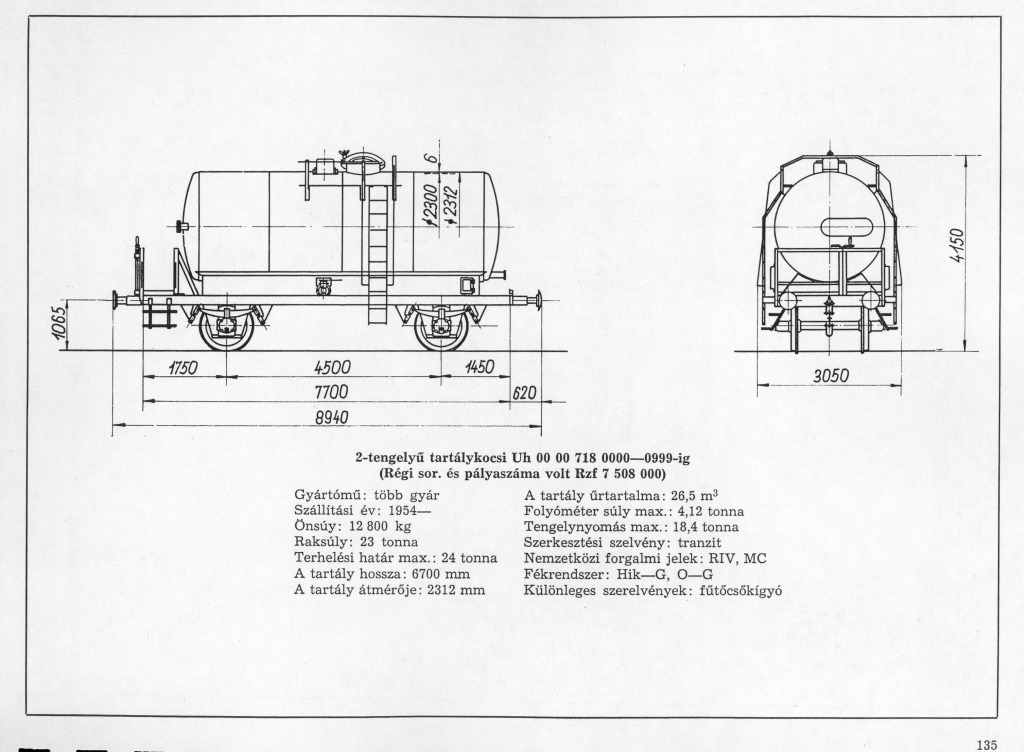 6
⌀2300
⌀2312
4150
1065
1750
4500
1450
7700
620
8940
3050
2-tengelyű tartálykocsi Uh 00 00 718 0000—0999-ig
(Régi sor. és pályaszáma volt Rzf 7 508 000)
Gyártómű: több gyár
Szállítási év: 1954—
Önsúy: 12 800 kg
Raksúly: 23 tonna
Terhelési határ max.: 24 tonna
A tartály hossza: 6700 mm
A tartály átmérője: 2312 mm
A tartály űrtartalma: 26,5 m³
Folyóméter súly max.: 4,12 tonna
Tengelynyomás max.: 18,4 tonna
Szerkesztési szelvény: tranzit
Nemzetközi forgalmi jelek: RIV, MC
Fékrendszer: Hik—G, O—G
Különleges szerelvények: fűtőcsőkígyó
135